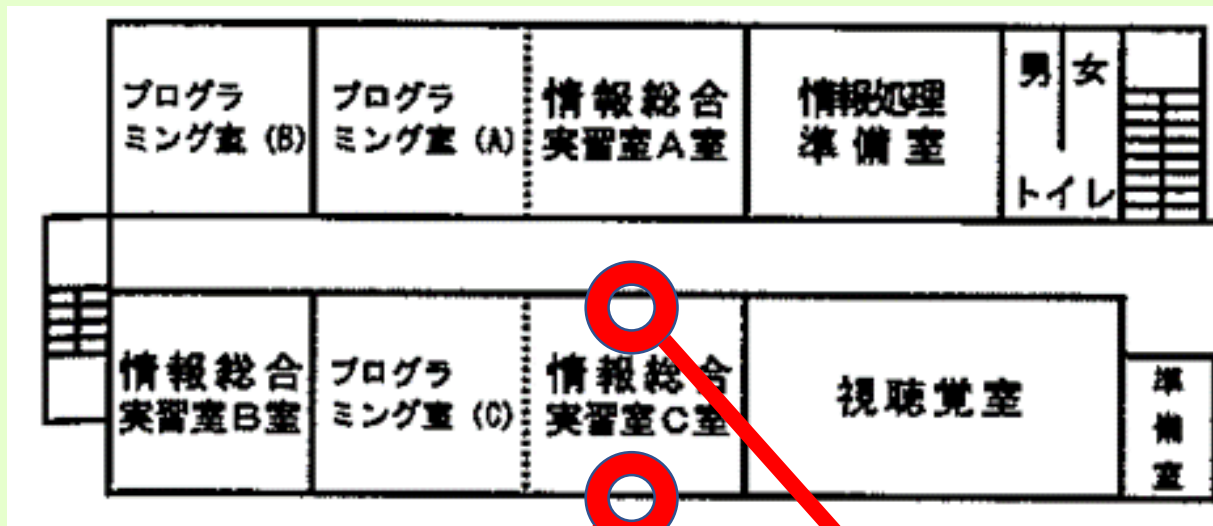 プログラ
ミング室 (B)
プログラ
ミング室 (A)
情報総合
実習室A室
情報処理
準備室
男 女
トイレ
情報総合
実習室B室
プログラ
ミング室 (C)
情報総合
実習室C室
視聴覚室
準
備
室